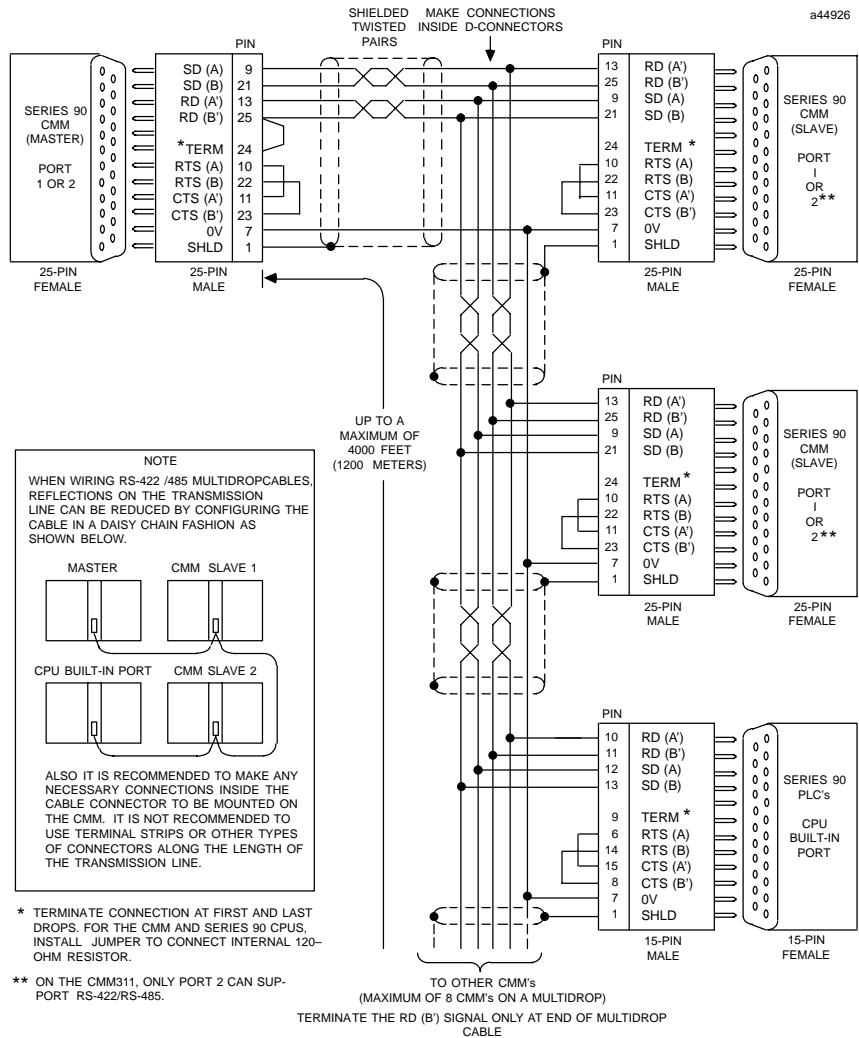 a44926
SHIELDED
TWISTED
PAIRS
MAKE CONNECTIONS
INSIDE D-CONNECTORS
SERIES 90
CMM
(MASTER)
PORT
1 OR 2
25-PIN
FEMALE
PIN
SD (A) 9
SD (B) 21
RD (A') 13
RD (B') 25
*TERM 24
RTS (A) 10
RTS (B) 22
CTS (A') 11
CTS (B') 23
0V 7
SHLD 1
25-PIN
MALE
PIN
13 RD (A')
25 RD (B')
9 SD (A)
21 SD (B)
24 TERM *
10 RTS (A)
22 RTS (B)
11 CTS (A')
23 CTS (B')
7 0V
1 SHLD
25-PIN
MALE
SERIES 90
CMM
(SLAVE)
PORT
I
OR
2**
25-PIN
FEMALE
UP TO A
MAXIMUM OF
4000 FEET
(1200 METERS)
PIN
13 RD (A')
25 RD (B')
9 SD (A)
21 SD (B)
24 TERM *
10 RTS (A)
22 RTS (B)
11 CTS (A')
23 CTS (B')
7 0V
1 SHLD
25-PIN
MALE
SERIES 90
CMM
(SLAVE)
PORT
I
OR
2**
25-PIN
FEMALE
NOTE
WHEN WIRING RS-422 /485 MULTIDROPCABLES,
REFLECTIONS ON THE TRANSMISSION
LINE CAN BE REDUCED BY CONFIGURING THE
CABLE IN A DAISY CHAIN FASHION AS
SHOWN BELOW.
MASTER
CMM SLAVE 1
CPU BUILT-IN PORT
CMM SLAVE 2
ALSO IT IS RECOMMENDED TO MAKE ANY
NECESSARY CONNECTIONS INSIDE THE
CABLE CONNECTOR TO BE MOUNTED ON
THE CMM. IT IS NOT RECOMMENDED TO
USE TERMINAL STRIPS OR OTHER TYPES
OF CONNECTORS ALONG THE LENGTH OF
THE TRANSMISSION LINE.
PIN
10 RD (A')
11 RD (B')
12 SD (A)
13 SD (B)
9 TERM *
6 RTS (A)
14 RTS (B)
15 CTS (A')
8 CTS (B')
7 0V
1 SHLD
15-PIN
MALE
SERIES 90
PLC's
CPU
BUILT-IN
PORT
15-PIN
FEMALE
* TERMINATE CONNECTION AT FIRST AND LAST
DROPS. FOR THE CMM AND SERIES 90 CPUS,
INSTALL JUMPER TO CONNECT INTERNAL 120–
OHM RESISTOR.
** ON THE CMM311, ONLY PORT 2 CAN SUP-
PORT RS-422/RS-485.
TO OTHER CMM's
(MAXIMUM OF 8 CMM's ON A MULTIDROP)
TERMINATE THE RD (B') SIGNAL ONLY AT END OF MULTIDROP
CABLE